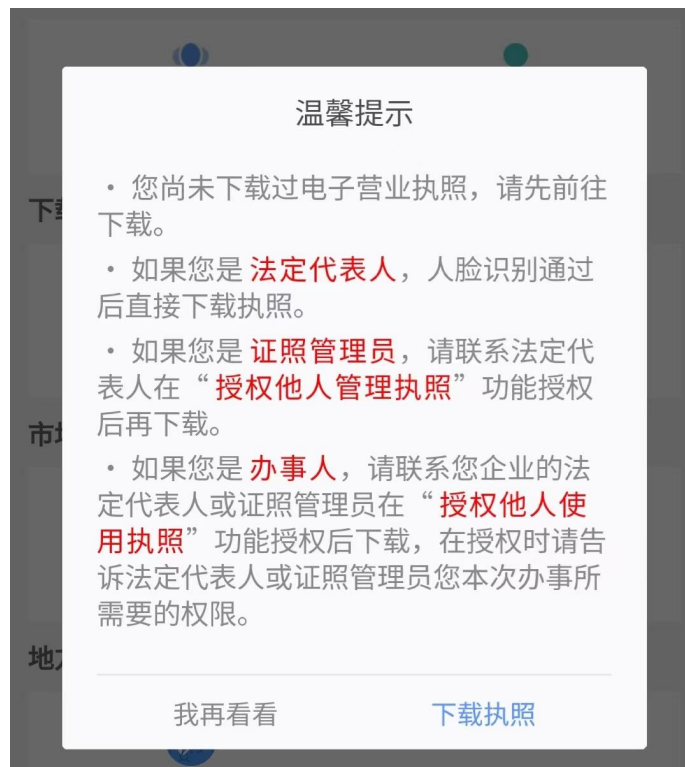 温馨提示
· 您尚未下载过电子营业执照，请先前往
下载。
· 如果您是 法定代表人，人脸识别通过
后直接下载执照。
· 如果您是 证照管理员，请联系法定代
表人在“授权他人管理执照”功能授权
后再下载。
· 如果您是 办事人，请联系您企业的法
定代表人或证照管理员在“授权他人使
用执照”功能授权后下载，在授权时请告
诉法定代表人或证照管理员您本次办事所
需要的权限。
我再看看 下载执照
下
市
地